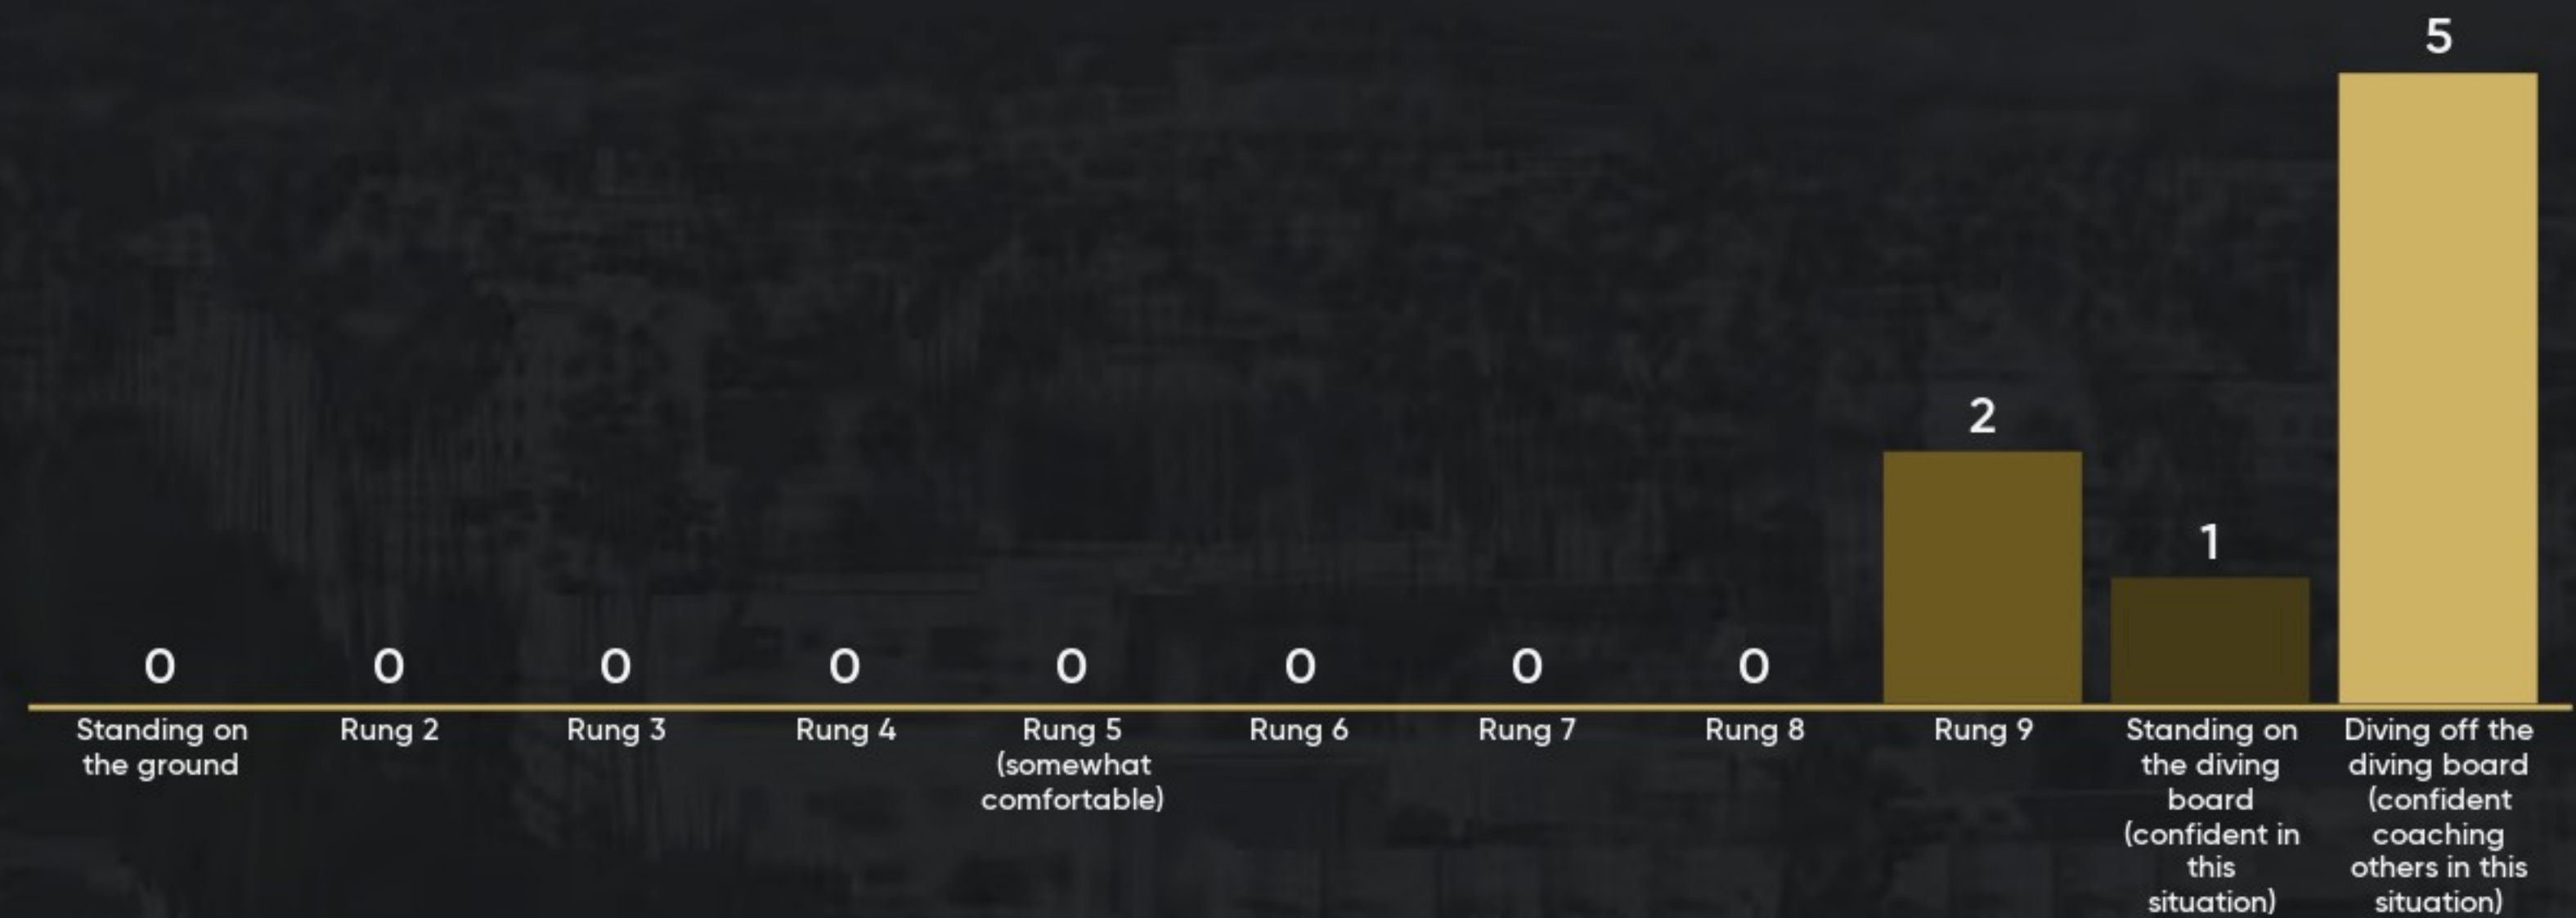 5
2
1
0
0
0
0
0
0
0
0
Standing on
the ground
Rung 2
Rung 3
Rung 4
Rung 5
(somewhat
comfortable)
Rung 6
Rung 7
Rung 8
Rung 9
Standing on
the diving
board
(confident in
this
situation)
Diving off the
diving board
(confident
coaching
others in this
situation)